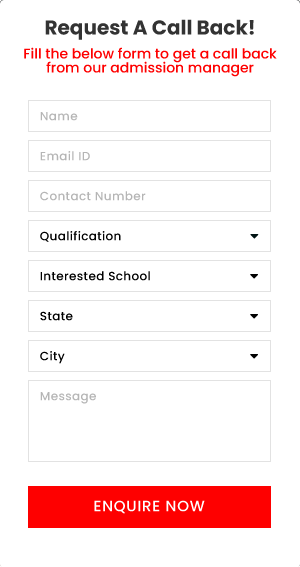 Request A Call Back!
Fill the below form to get a call back
from our admission manager
Name
Email ID
Contact Number
Qualification
Interested School
State
City
Message
ENQUIRE NOW